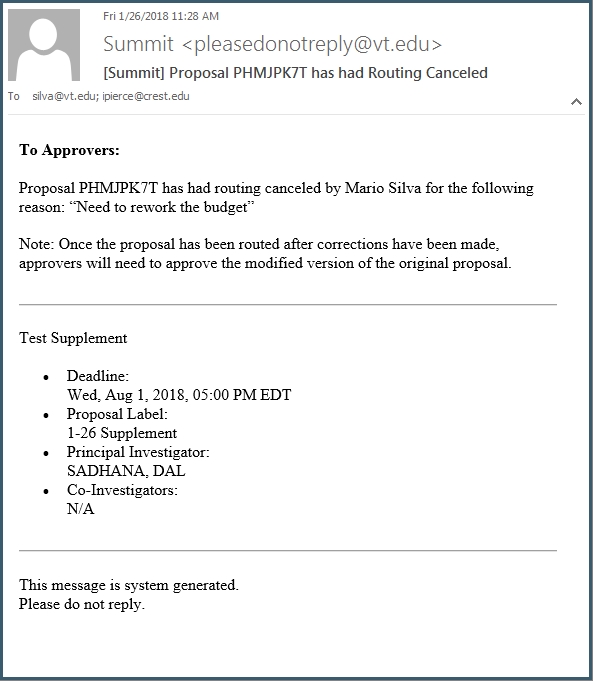 Fri 1/26/2018 11:28 AM
Summit <pleasedonotreply@vt.edu>
[Summit] Proposal PHMJPK7T has had Routing Canceled
To silva@vt.edu; ipierce@crest.edu
To Approvers:
Proposal PHMJPK7T has had routing canceled by Mario Silva for the following
reason: “Need to rework the budget”
Note: Once the proposal has been routed after corrections have been made,
approvers will need to approve the modified version of the original proposal.
Test Supplement
• Deadline:
Wed, Aug 1, 2018, 05:00 PM EDT
• Proposal Label:
1-26 Supplement
• Principal Investigator:
SADHANA, DAL
• Co-Investigators:
N/A
This message is system generated.
Please do not reply.